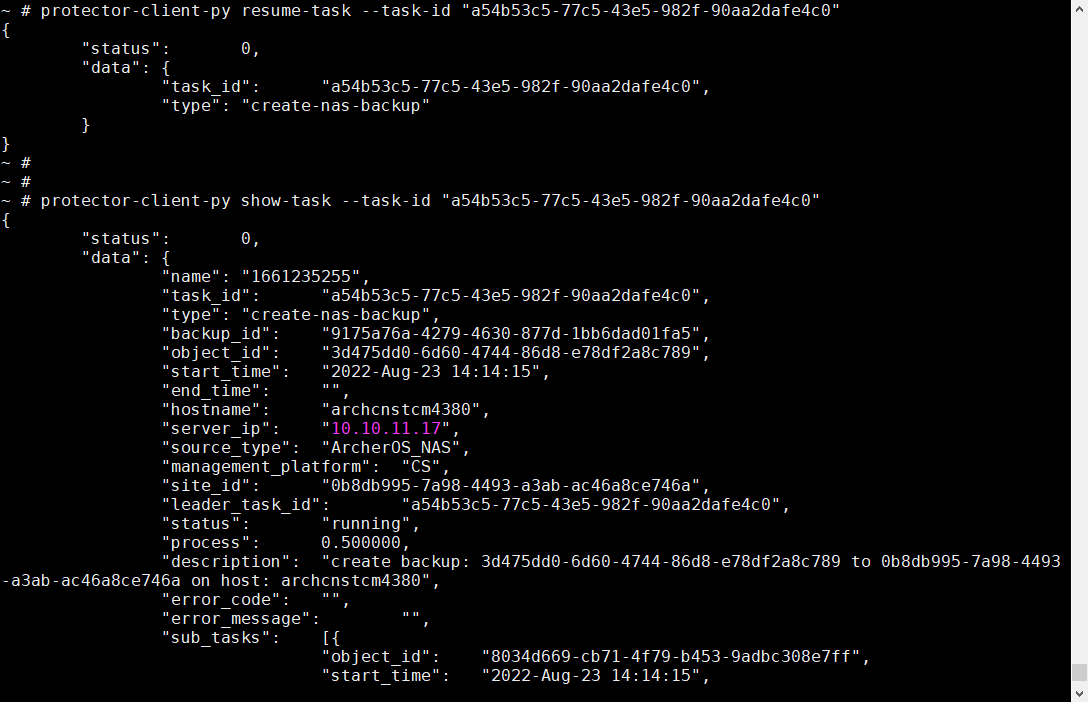 ~ # protector-client-py resume-task --task-id "a54b53c5-77c5-43e5-982f-90aa2dafe4c0"
{
        "status":       0,
        "data": {
                "task_id":      "a54b53c5-77c5-43e5-982f-90aa2dafe4c0",
                "type": "create-nas-backup"
        }
}
~ #
~ #
~ # protector-client-py show-task --task-id "a54b53c5-77c5-43e5-982f-90aa2dafe4c0"
{
        "status":       0,
        "data": {
                "name": "1661235255",
                "task_id":      "a54b53c5-77c5-43e5-982f-90aa2dafe4c0",
                "type": "create-nas-backup",
                "backup_id":    "9175a76a-4279-4630-877d-1bb6dad01fa5",
                "object_id":    "3d475dd0-6d60-4744-86d8-e78df2a8c789",
                "start_time":   "2022-Aug-23 14:14:15",
                "end_time":     "",
                "hostname":     "archcnstcm4380",
                "server_ip":    "10.10.11.17",
                "source_type":  "ArcherOS_NAS",
                "management_platform":  "CS",
                "site_id":      "0b8db995-7a98-4493-a3ab-ac46a8ce746a",
                "leader_task_id":       "a54b53c5-77c5-43e5-982f-90aa2dafe4c0",
                "status":       "running",
                "process":      0.500000,
                "description":  "create backup: 3d475dd0-6d60-4744-86d8-e78df2a8c789 to 0b8db995-7a98-4493
-a3ab-ac46a8ce746a on host: archcnstcm4380",
                "error_code":   "",
                "error_message":        "",
                "sub_tasks":    [{
                                "object_id":    "8034d669-cb71-4f79-b453-9adbc308e7ff",
                                "start_time":   "2022-Aug-23 14:14:15",